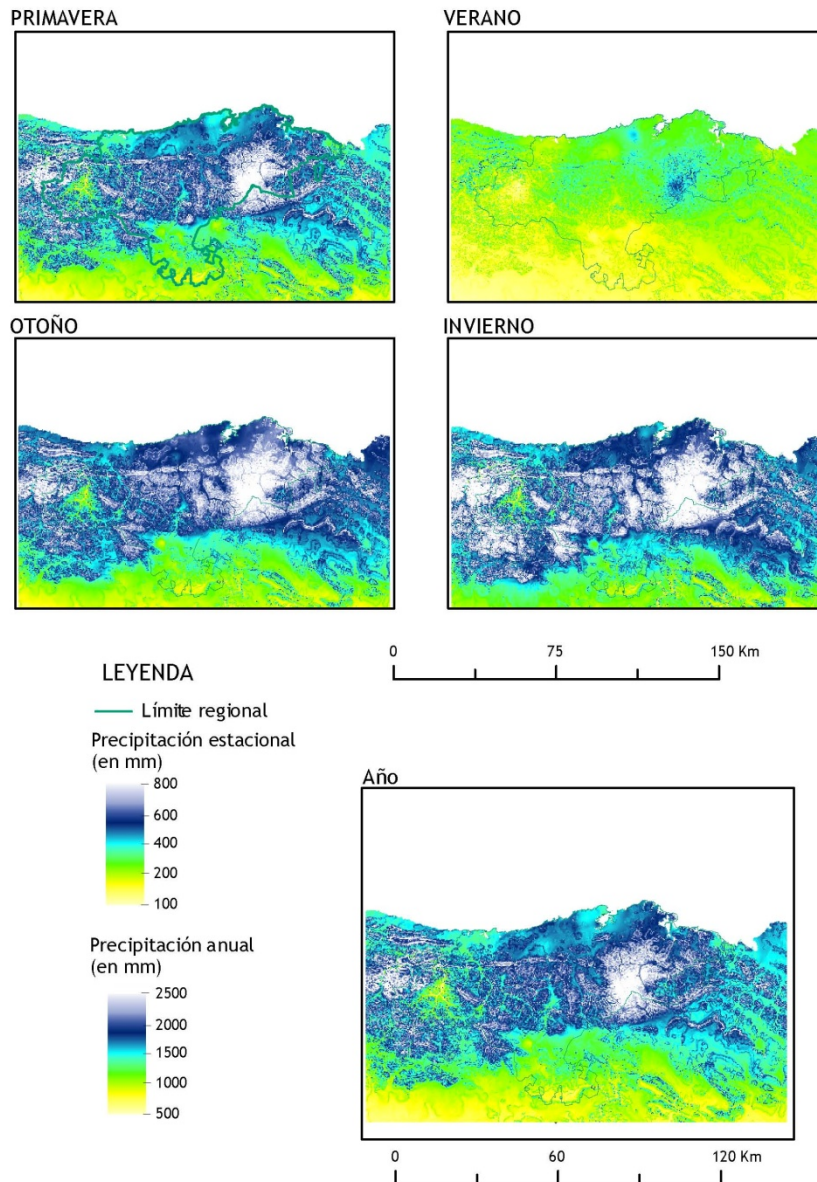 PRIMAVERA
VERANO
OTOÑO
INVIERNO
0 75 150 Km
LEYENDA
Límite regional
Precipitación estacional
(en mm)
800
600
400
200
100
Año
Precipitación anual
(en mm)
2500
2000
1500
1000
500
0 60 120 Km